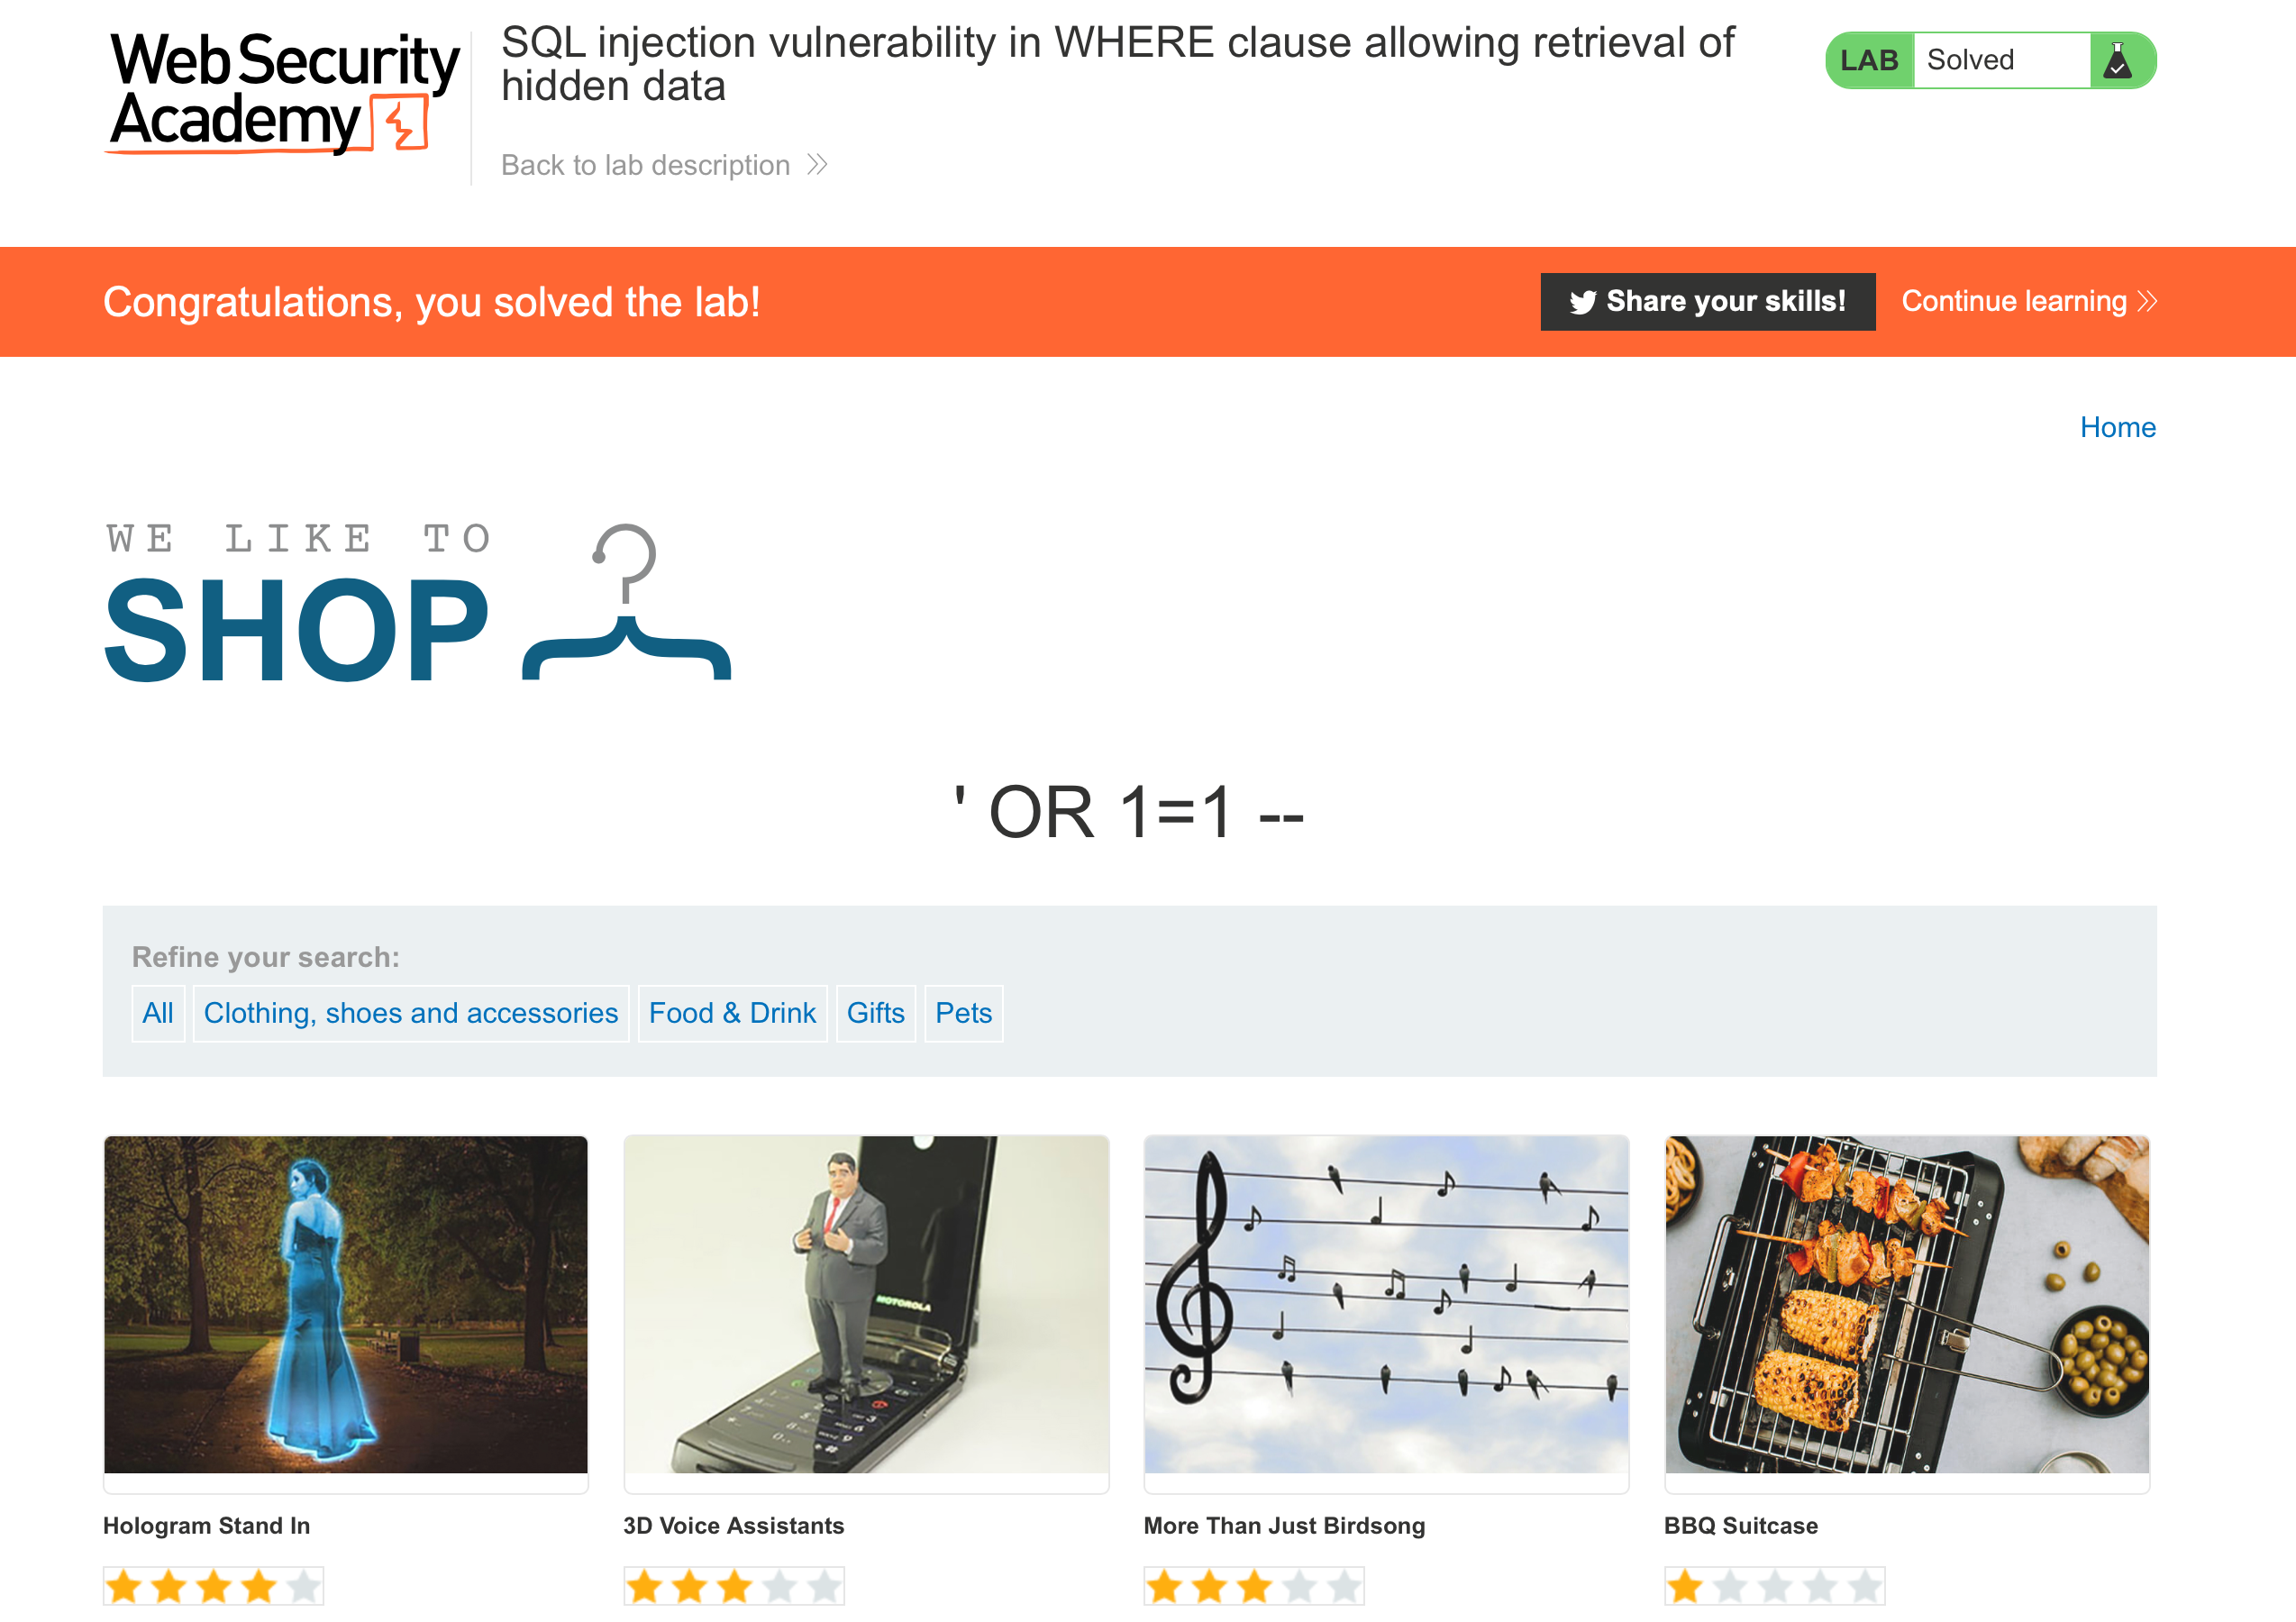 Web Security
Academy
SQL injection vulnerability in WHERE clause allowing retrieval of
hidden data
Back to lab description
LAB Solved
Congratulations, you solved the lab!
Share your skills!
Continue learning
Home
WE LIKE TO
SHOP
' OR 1=1 --
Refine your search:
All
Clothing, shoes and accessories
Food & Drink
Gifts
Pets
MOTOROLA
Hologram Stand In
3D Voice Assistants
More Than Just Birdsong
BBQ Suitcase